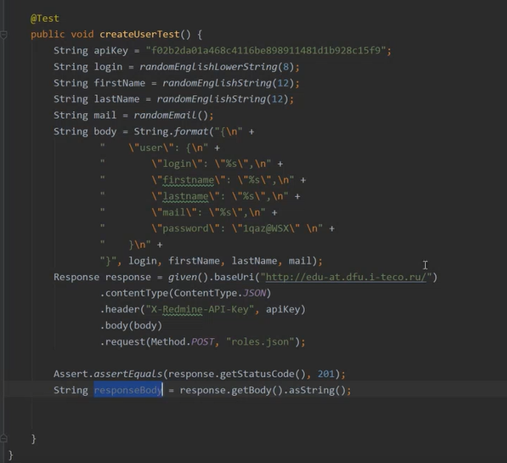 @Test
public void createUserTest() {
String apiKey = "f02b2da01a468c4116be898911481d1b928c15f9";
String login = randomEnglishLowerString(8);
String firstName = randomEnglishString(12);
String lastName = randomEnglishString(12);
String mail = randomEmail();
String body = String.format("{\n" +
"    \"user\": {\n" +
"        \"login\": \"%s\",\n" +
"        \"firstname\": \"%s\",\n" +
"        \"lastname\": \"%s\",\n" +
"        \"mail\": \"%s\",\n" +
"        \"password\": \"1qaz@WSX\" \n" +
"    }\n" +
"}", login, firstName, lastName, mail);
Response response = given().baseUri("http://edu-at.dfu.i-teco.ru/")
.contentType(ContentType.JSON)
.header("X-Redmine-API-Key", apiKey)
.body(body)
.request(Method.POST, "roles.json");
Assert.assertEquals(response.getStatusCode(), 201);
String responseBody = response.getBody().asString();
}
}